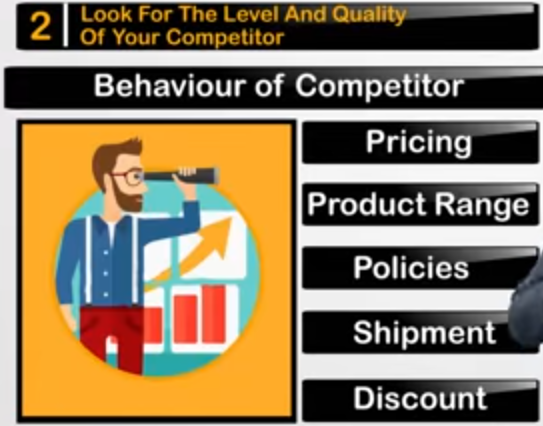 2
Look For The Level And Quality
Of Your Competitor
Behaviour of Competitor
Pricing
Product Range
Policies
Shipment
Discount